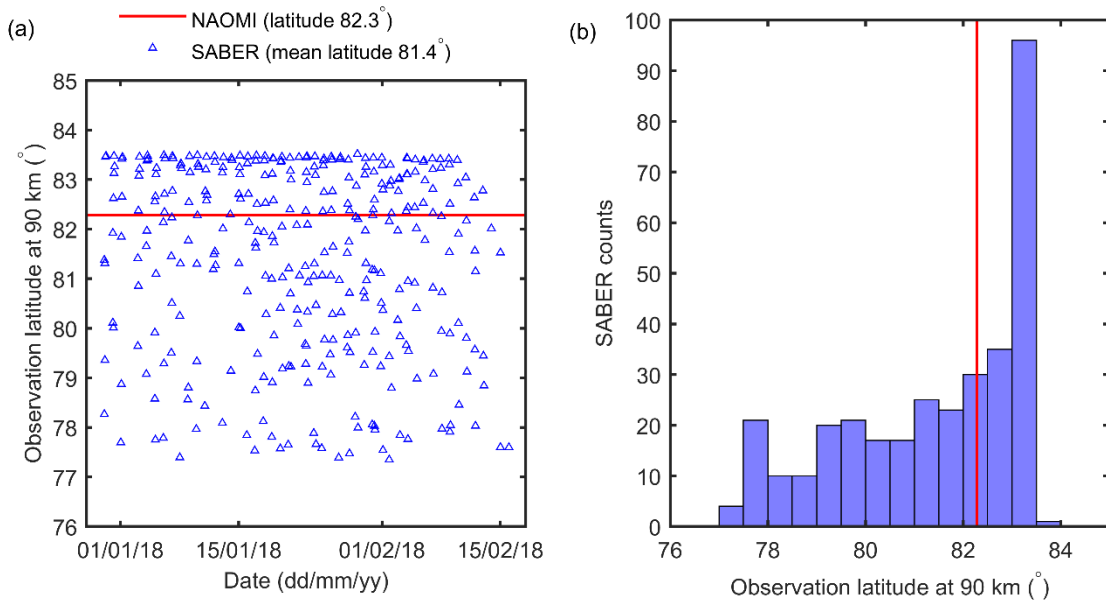 (a)
NAOMI (latitude 82.3°)
SABER (mean latitude 81.4°)
85
84
83
82
81
80
79
78
77
76
Observation latitude at 90 km (°)
01/01/18 15/01/18 01/02/18 15/02/18
Date (dd/mm/yy)
(b)
100
90
80
70
60
50
40
30
20
10
0
SABER counts
76 78 80 82 84
Observation latitude at 90 km (°)